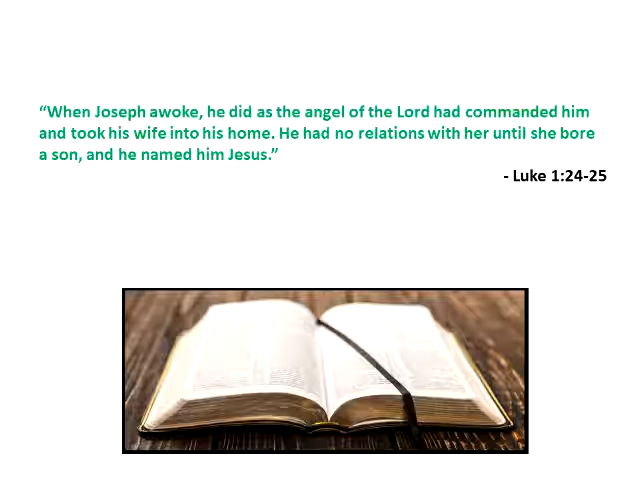 “When Joseph awoke, he did as the angel of the Lord had commanded him
and took his wife into his home. He had no relations with her until she bore
a son, and he named him Jesus.”
- Luke 1:24-25